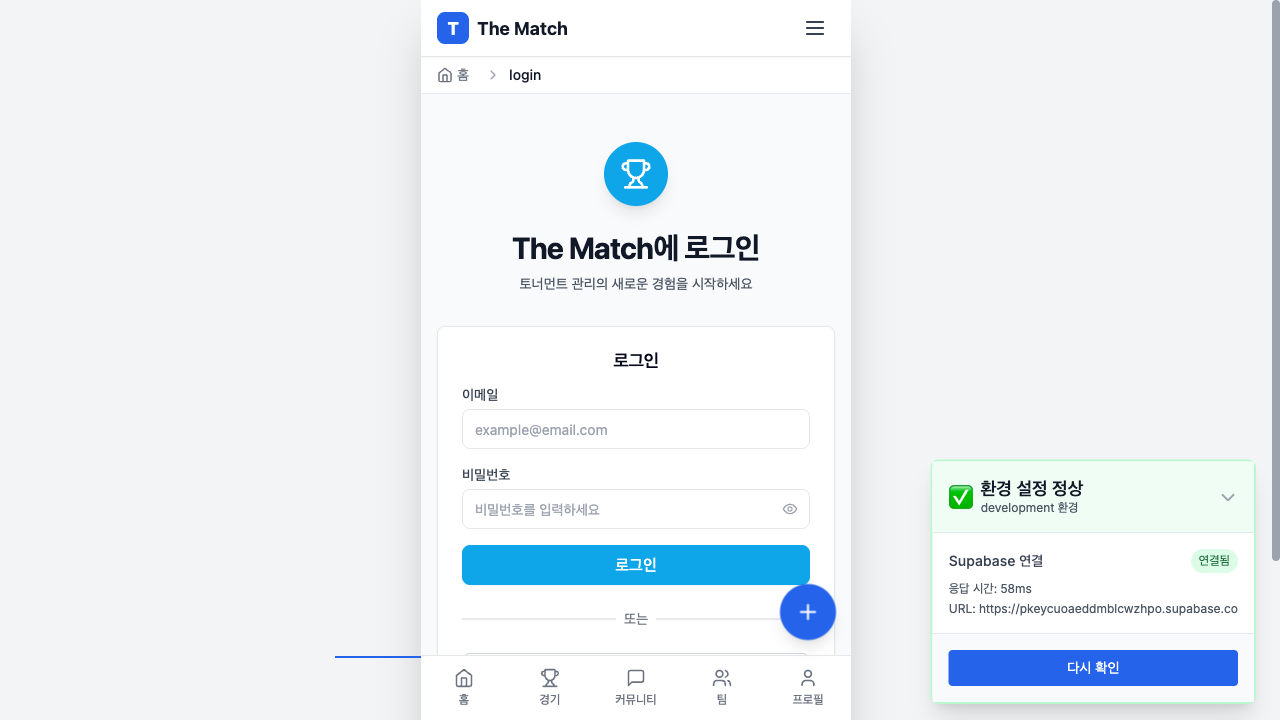 T The Match
홈 login
The Match에 로그인
토너먼트 관리의 새로운 경험을 시작하세요
로그인
이메일
example@email.com
비밀번호
비밀번호를 입력하세요
로그인
또는
홈 경기 커뮤니티 팀 프로필
환경 설정 정상
development 환경
Supabase 연결 연결됨
응답 시간: 58ms
URL: https://pkeycuqaeddmblcwzhpo.supabase.co
다시 확인